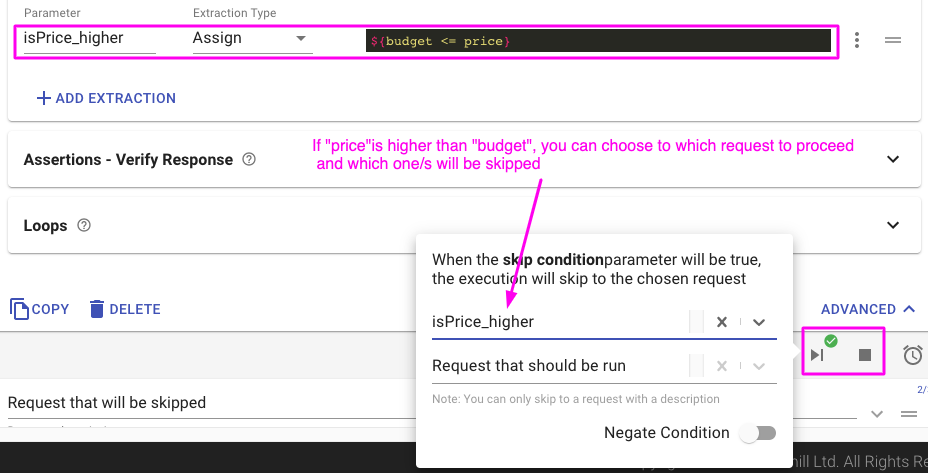 Parameter
Extraction Type
isPrice_higher
Assign
${budget <= price}
ADD EXTRACTION
Assertions - Verify Response
If "price"is higher than "budget", you can choose to which request to proceed
and which one/s will be skipped
Loops
When the skip conditionparameter will be true,
the execution will skip to the chosen request
COPY
DELETE
ADVANCED
isPrice_higher
Request that should be run
2/
Request that will be skipped
Note: You can only skip to a request with a description
Negate Condition
hill Ltd. All Rights Re